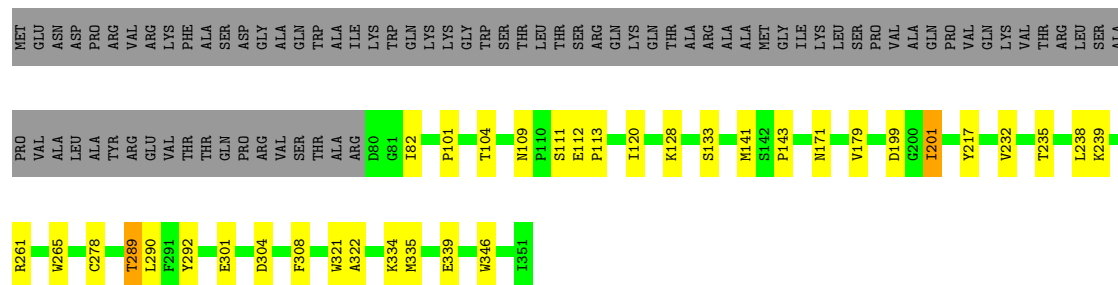 MET GLU ASN ASP PRO ARG VAL ARG LYS PHE ALA SER ASP GLY ALA GLN TRP ALA ILE LYS TRP GLN LYS LYS GLY TRP SER THR LEU THR SER ARG GLN LYS GLN THR ALA ARG ALA ALA MET GLY ILE LYS LEU SER PRO VAL ALA GLN PRO VAL GLN LYS VAL THR ARG LEU SER ALA
PRO VAL ALA LEU ALA TYR ARG GLU VAL THR THR GLN PRO ARG VAL SER THR ALA ARG D80 G81 I82 P101 T104 N109 P110 S111 E112 P113 I120 K128 S133 M141 S142 P143 N171 V179 D199 G200 I201 Y217 V232 T235 L238 K239
R261 W265 C278 T289 L290 F291 Y292 E301 D304 F308 W321 A322 K334 M335 E339 W346 I351